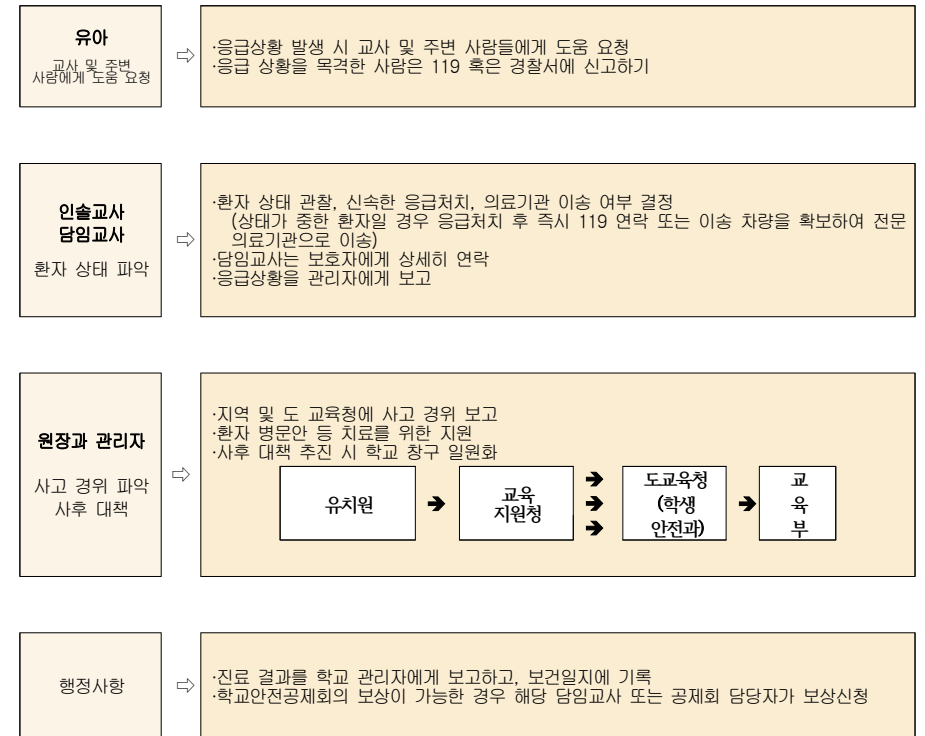 유아
교사 및 주변
사람에게 도움 요청
⇨
·응급상황 발생 시 교사 및 주변 사람들에게 도움 요청
·응급 상황을 목격한 사람은 119 혹은 경찰서에 신고하기
인솔교사
담임교사
환자 상태 파악
⇨
·환자 상태 관찰, 신속한 응급처치, 의료기관 이송 여부 결정
(상태가 중한 환자일 경우 응급처치 후 즉시 119 연락 또는 이송 차량을 확보하여 전문
의료기관으로 이송)
·담임교사는 보호자에게 상세히 연락
·응급상황을 관리자에게 보고
원장과 관리자
사고 경위 파악
사후 대책
⇨
·지역 및 도 교육청에 사고 경위 보고
·환자 병문안 등 치료를 위한 지원
·사후 대책 추진 시 학교 창구 일원화
유치원
➔
교육
지원청
➔
➔
➔
도교육청
(학생
안전과)
➔
교
육
부
행정사항
⇨
·진료 결과를 학교 관리자에게 보고하고, 보건일지에 기록
·학교안전공제회의 보상이 가능한 경우 해당 담임교사 또는 공제회 담당자가 보상신청